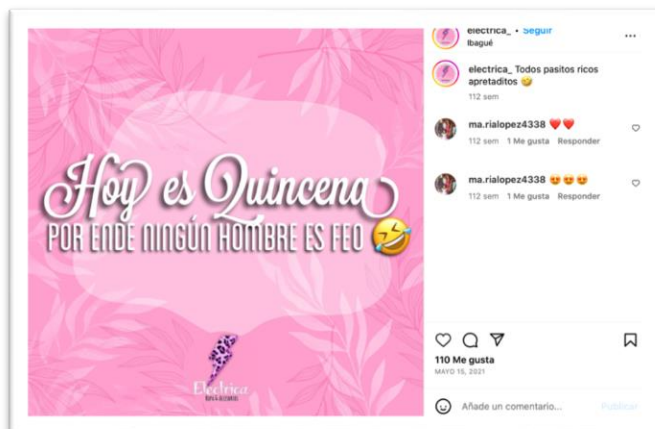 electrica_ • Seguir
Ibagué
electrica_ Todos pasitos ricos
apretaditos 🤣
112 sem
ma.rialopez4338 ❤️❤️
112 sem 1 Me gusta Responder
ma.rialopez4338 😍😍😍
112 sem 1 Me gusta Responder
Hoy es Quincena
POR ENDE NINGÚN HOMBRE ES FEO 🤣
Electrica
110 Me gusta
MAYO 15, 2021
Añade un comentario...
Publicar